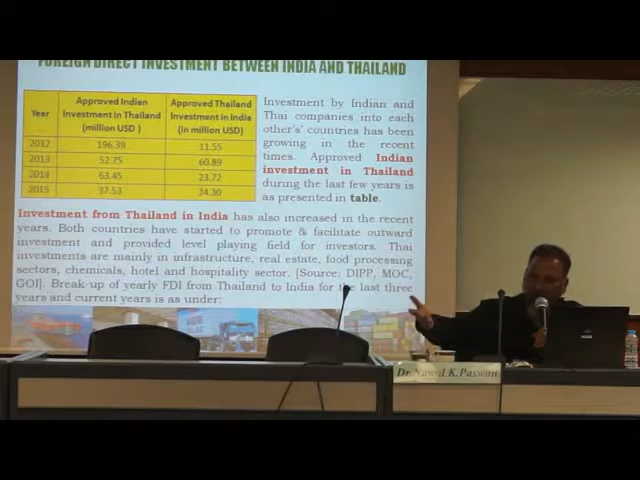 FOREIGN DIRECT INVESTMENT BETWEEN INDIA AND THAILAND
Year
Approved Indian
Investment in Thailand
(million USD )
Approved Thailand
Investment in India
(in million USD)
2012 196.39 11.55
2013 52.75 60.89
2014 63.45 23.72
2015 37.53 24.30
Investment by Indian and
Thai companies into each
other's' countries has been
growing in the recent
times. Approved Indian
investment in Thailand
during the last few years is
as presented in table.
Investment from Thailand in India has also increased in the recent
years. Both countries have started to promote & facilitate outward
investment and provided level playing field for investors. Thai
investments are mainly in infrastructure, real estate, food processing
sectors, chemicals, hotel and hospitality sector. [Source: DIPP, MOC,
GOI]. Break-up of yearly FDI from Thailand to India for the last three
years and current years is as under:
Dr.Nawal K.Paswan